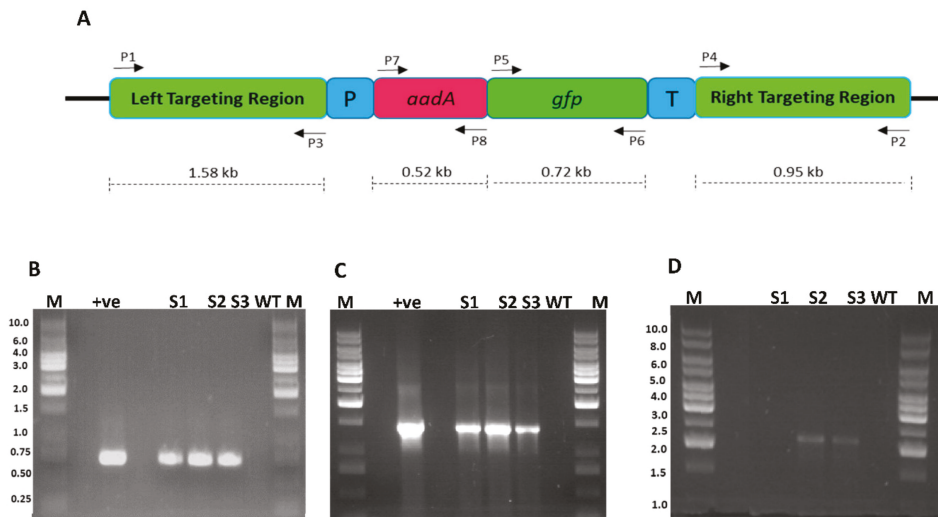 A
P1
P7
P5
P4
Left Targeting Region
P
aadA
gfp
T
Right Targeting Region
P3
P8
P6
P2
1.58 kb
0.52 kb
0.72 kb
0.95 kb
B
M +ve S1 S2 S3 WT M
10.0
6.0
4.0
3.0
2.0
1.5
1.0
0.75
0.50
0.25
C
M +ve S1 S2 S3 WT M
D
M S1 S2 S3 WT M
10.0
8.0
6.0
5.0
4.0
3.0
2.5
2.0
1.5
1.0